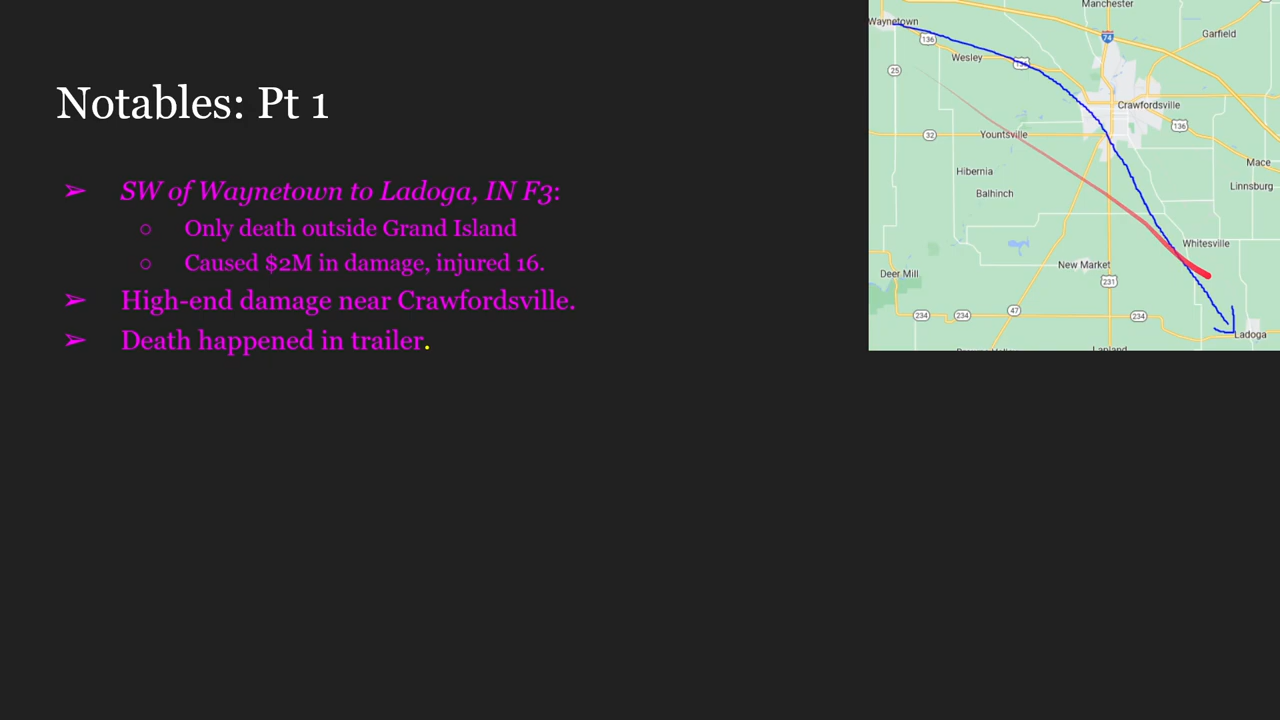 Notables: Pt 1
➢ SW of Waynetown to Ladoga, IN F3:
○ Only death outside Grand Island
○ Caused $2M in damage, injured 16.
➢ High-end damage near Crawfordsville.
➢ Death happened in trailer.
Manchester
Waynetown
136
74
Garfield
Wesley
136
25
Crawfordsville
136
32
Yountsville
Mace
Hibernia
Linnsburg
Balhinch
Whitesville
New Market
Deer Mill
231
234
234
47
234
Ladoga
Lapland